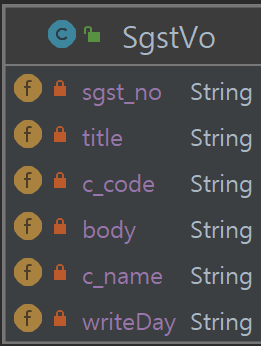 C SgstVo
f sgst_no String
f title String
f c_code String
f body String
f c_name String
f writeDay String